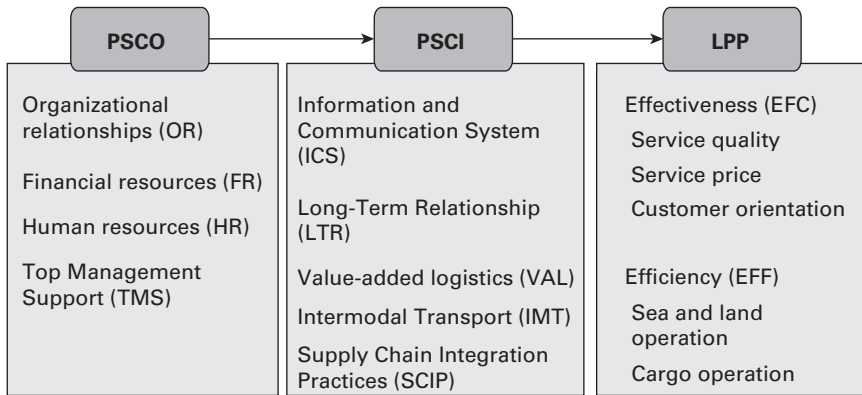 PSCO
PSCI
LPP
Organizational
relationships (OR)
Financial resources (FR)
Human resources (HR)
Top Management
Support (TMS)
Information and
Communication System
(ICS)
Long-Term Relationship
(LTR)
Value-added logistics (VAL)
Intermodal Transport (IMT)
Supply Chain Integration
Practices (SCIP)
Effectiveness (EFC)
Service quality
Service price
Customer orientation
Efficiency (EFF)
Sea and land
operation
Cargo operation